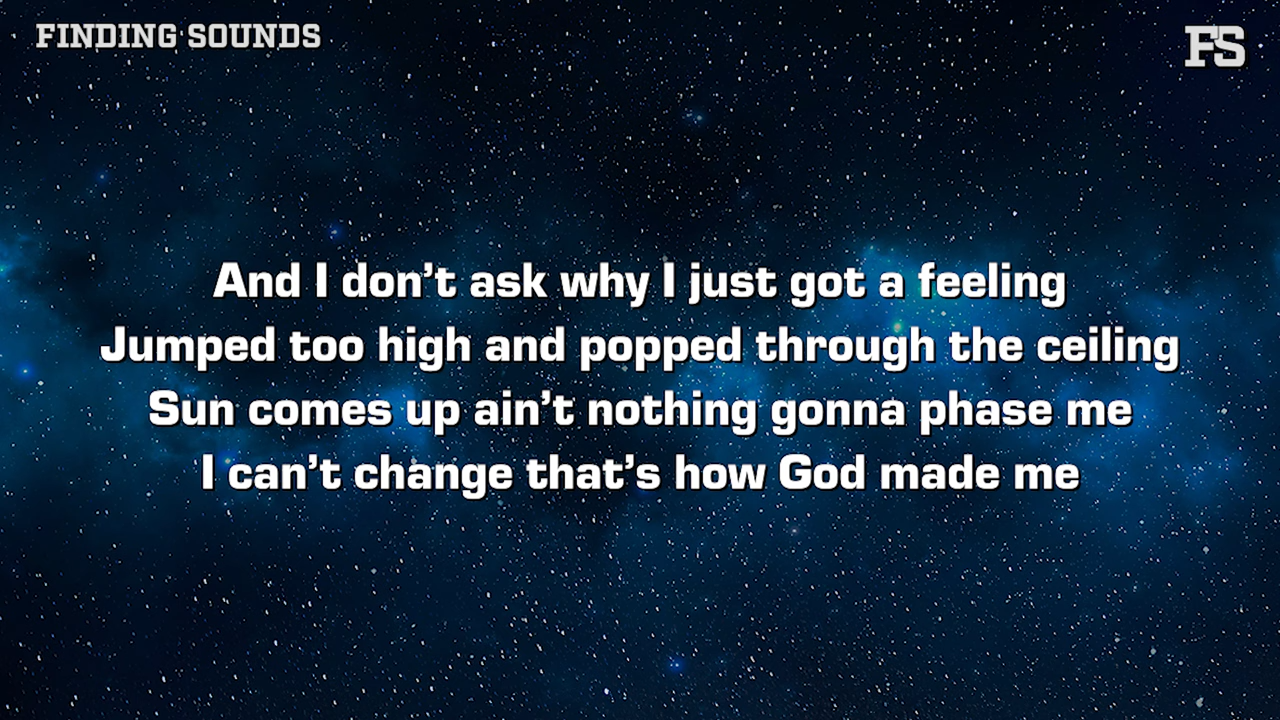 FINDING SOUNDS
FS
And I don’t ask why I just got a feeling
Jumped too high and popped through the ceiling
Sun comes up ain’t nothing gonna phase me
I can’t change that’s how God made me